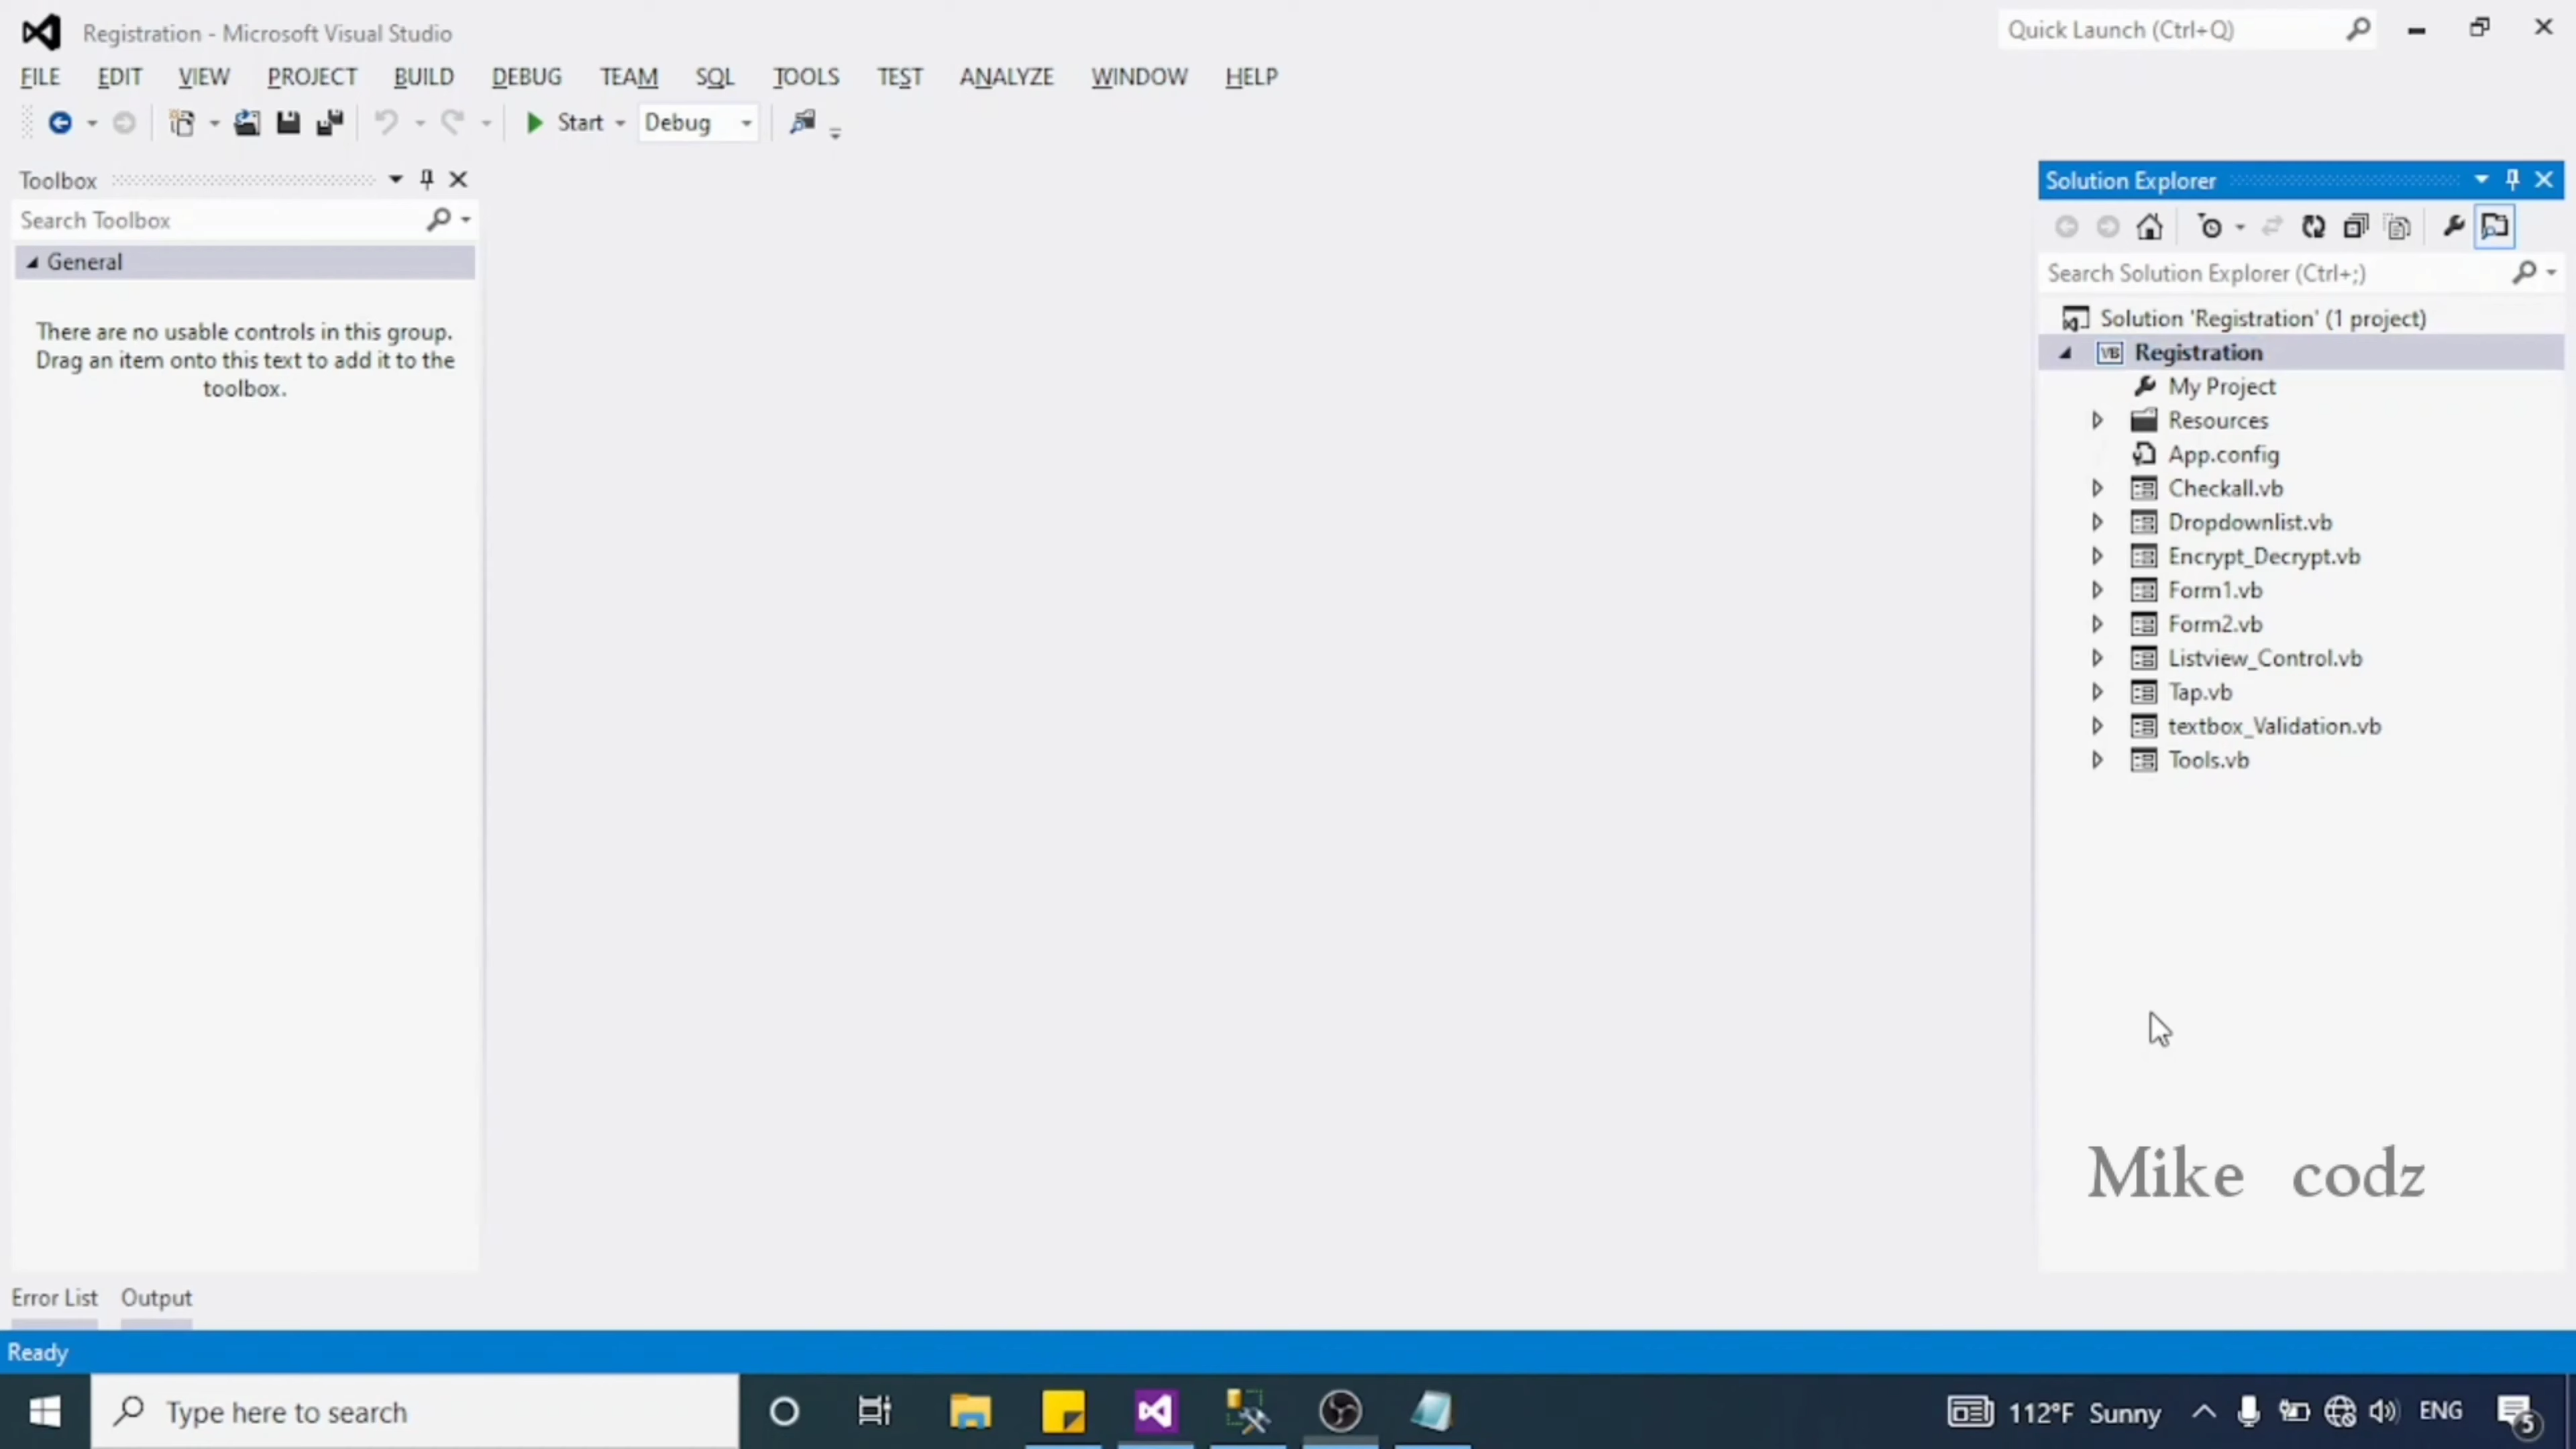 Registration - Microsoft Visual Studio
Quick Launch (Ctrl+Q)
FILE EDIT VIEW PROJECT BUILD DEBUG TEAM SQL TOOLS TEST ANALYZE WINDOW HELP
Start Debug
Toolbox
Search Toolbox
General
There are no usable controls in this group.
Drag an item onto this text to add it to the
toolbox.
Solution Explorer
Search Solution Explorer (Ctrl+;)
Solution 'Registration' (1 project)
VB Registration
My Project
Resources
App.config
Checkall.vb
Dropdownlist.vb
Encrypt_Decrypt.vb
Form1.vb
Form2.vb
Listview_Control.vb
Tap.vb
textbox_Validation.vb
Tools.vb
Mike codz
Error List Output
Ready
Type here to search
112°F Sunny
ENG
5